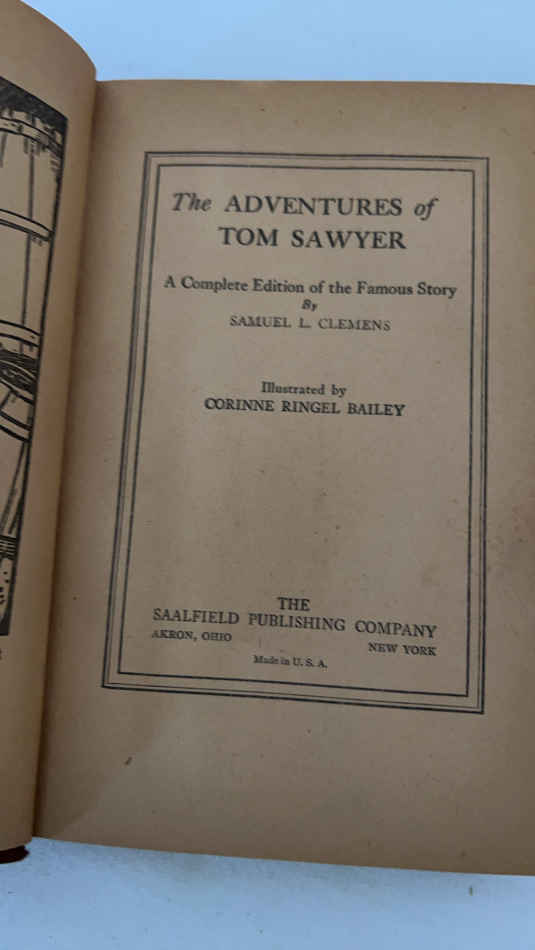 The ADVENTURES of
TOM SAWYER
A Complete Edition of the Famous Story
By
SAMUEL L. CLEMENS
Illustrated by
CORINNE RINGEL BAILEY
THE
SAALFIELD PUBLISHING COMPANY
AKRON, OHIO NEW YORK
Made in U. S. A.